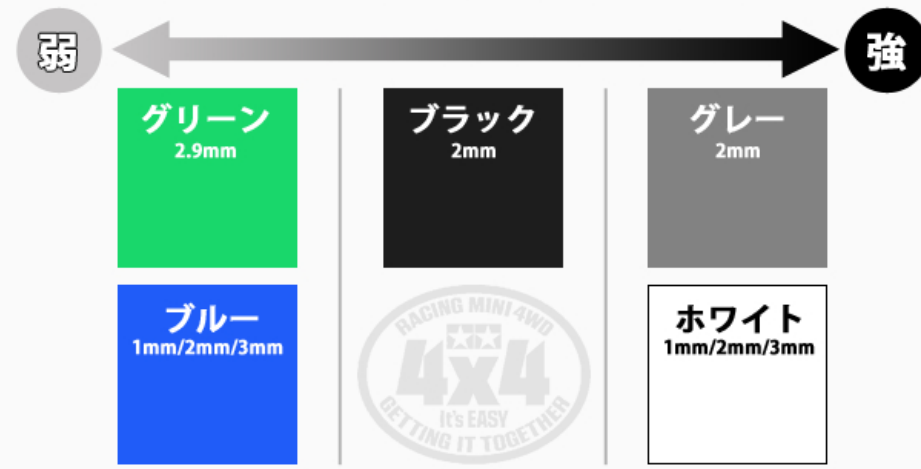 弱
強
グリーン
2.9mm
ブラック
2mm
グレー
2mm
ブルー
1mm/2mm/3mm
ホワイト
1mm/2mm/3mm
RACING MINI 4WD
4x4
It's EASY
GETTING IT TOGETHER